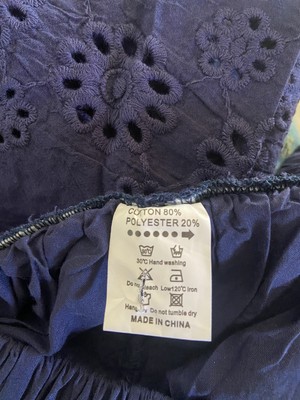 COTTON 80%
POLYESTER 20%
30°C Hand washing
Do not bleach Low120°C Iron
Hang dry Do not tumble dry
MADE IN CHINA